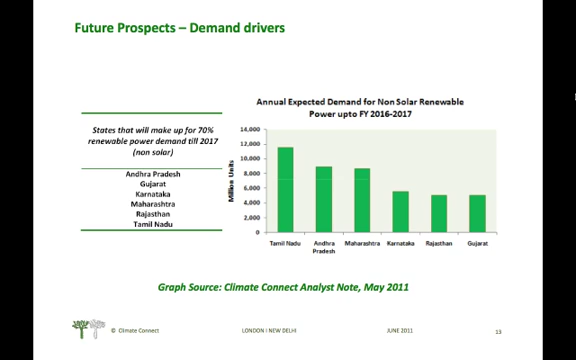 Future Prospects – Demand drivers
States that will make up for 70%
renewable power demand till 2017
(non solar)
Andhra Pradesh
Gujarat
Karnataka
Maharashtra
Rajasthan
Tamil Nadu
Annual Expected Demand for Non Solar Renewable
Power upto FY 2016-2017
Million Units
14,000
12,000
10,000
8,000
6,000
4,000
2,000
0
Tamil Nadu
Andhra
Pradesh
Maharashtra
Karnataka
Rajasthan
Gujarat
Graph Source: Climate Connect Analyst Note, May 2011
© Climate Connect
LONDON I NEW DELHI
JUNE 2011
13